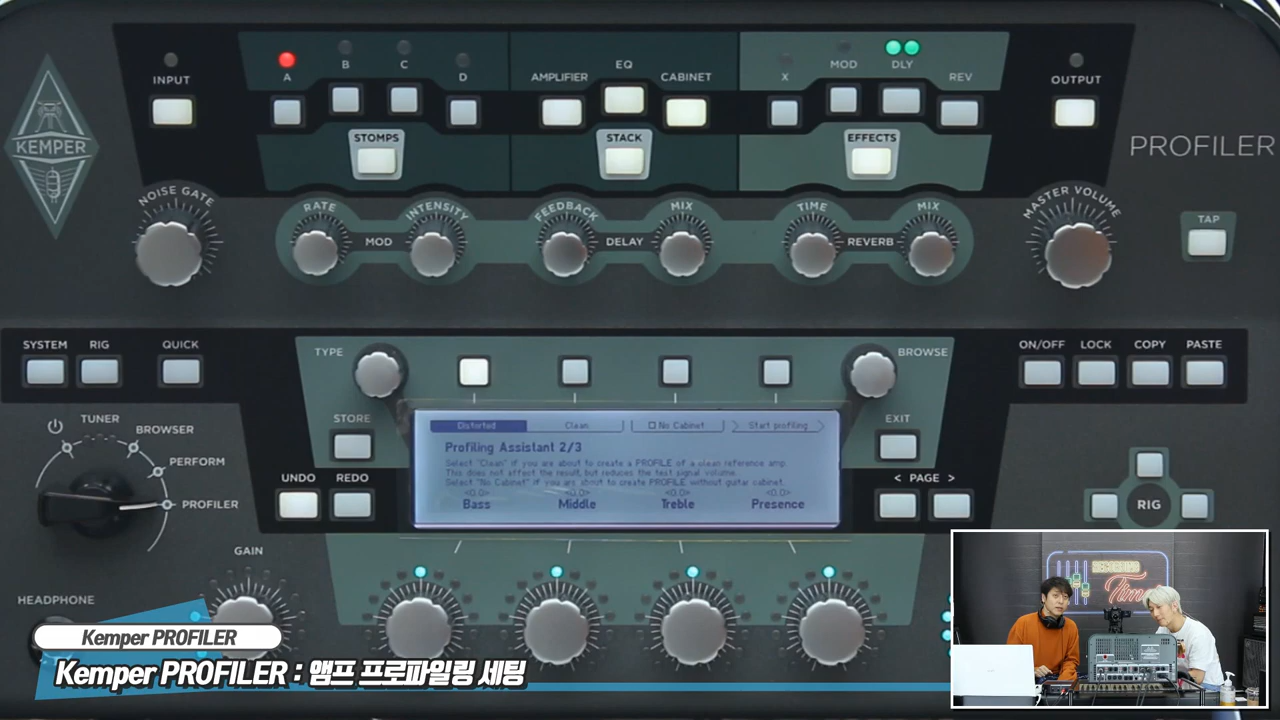 INPUT
A
B
C
D
AMPLIFIER
EQ
CABINET
X
MOD
DLY
REV
OUTPUT
KEMPER
STOMPS
STACK
EFFECTS
PROFILER
NOISE GATE
RATE
MOD
INTENSITY
FEEDBACK
DELAY
MIX
TIME
REVERB
MIX
MASTER VOLUME
TAP
SYSTEM
RIG
QUICK
TYPE
BROWSE
ON/OFF
LOCK
COPY
PASTE
STORE
EXIT
TUNER
BROWSER
PERFORM
PROFILER
UNDO
REDO
< PAGE >
RIG
Distorted
Clean
No Cabinet
Start profiling
Profiling Assistant 2/3
Select "Clean" if you are about to create a PROFILE of a clean reference amp.
This does not affect the result, but reduces the test signal volume.
Select "No Cabinet" if you are about to create PROFILE without guitar cabinet.
<0.0> <0.0> <0.0> <0.0>
Bass Middle Treble Presence
GAIN
HEADPHONE
Kemper PROFILER
Kemper PROFILER : 앰프 프로파일링 세팅
Time